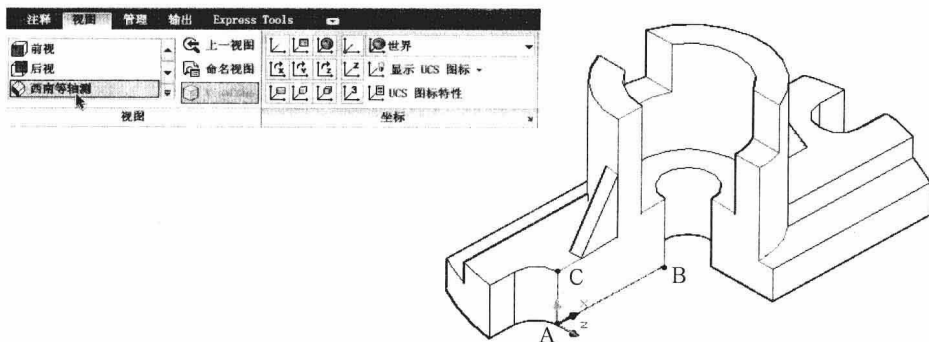 注释 视图 管理 输出 Express Tools
前视
后视
西南等轴测
上一视图
命名视图
视图
世界
显示 UCS 图标
UCS 图标特性
坐标
C
B
A
X
Z